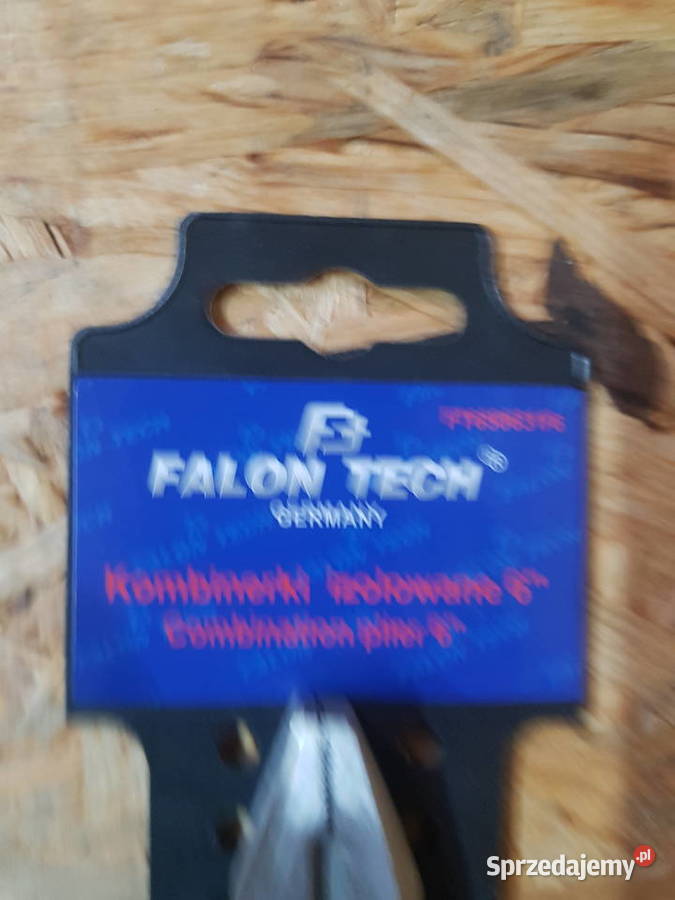 FALON TECH®
GERMANY
Kombinerki izolowane 6"
Combination plier 6"
Sprzedajemy.pl